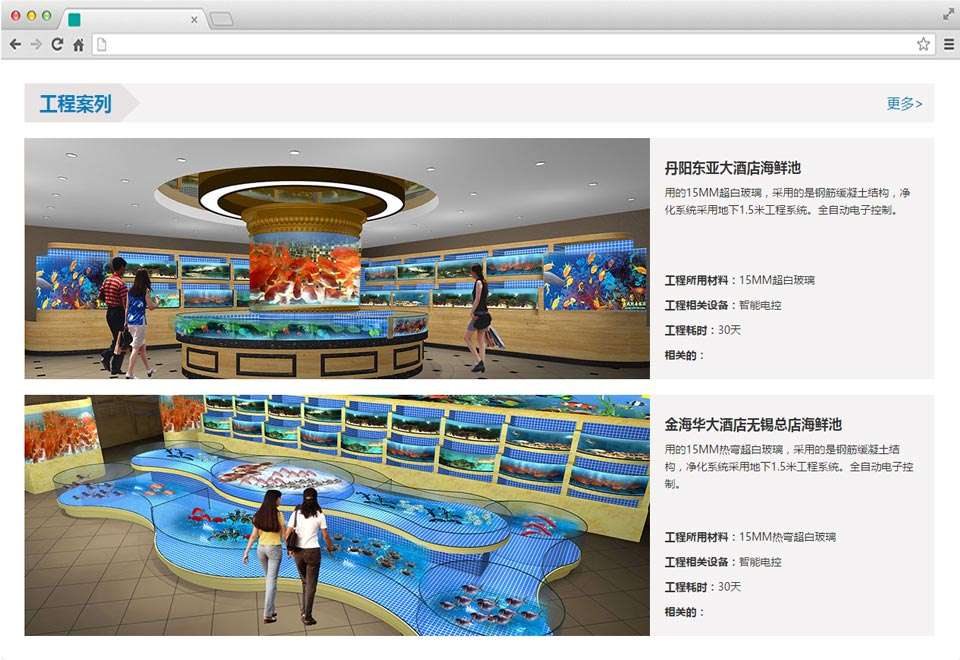 工程案列
更多>
丹阳东亚大酒店海鲜池
用的15MM超白玻璃，采用的是钢筋缓凝土结构，净
化系统采用地下1.5米工程系统。全自动电子控制。
工程所用材料：15MM超白玻璃
工程相关设备：智能电控
工程耗时：30天
相关的：
金海华大酒店无锡总店海鲜池
用的15MM热弯超白玻璃，采用的是钢筋缓凝土结
构，净化系统采用地下1.5米工程系统。全自动电子控
制。
工程所用材料：15MM热弯超白玻璃
工程相关设备：智能电控
工程耗时：30天
相关的：